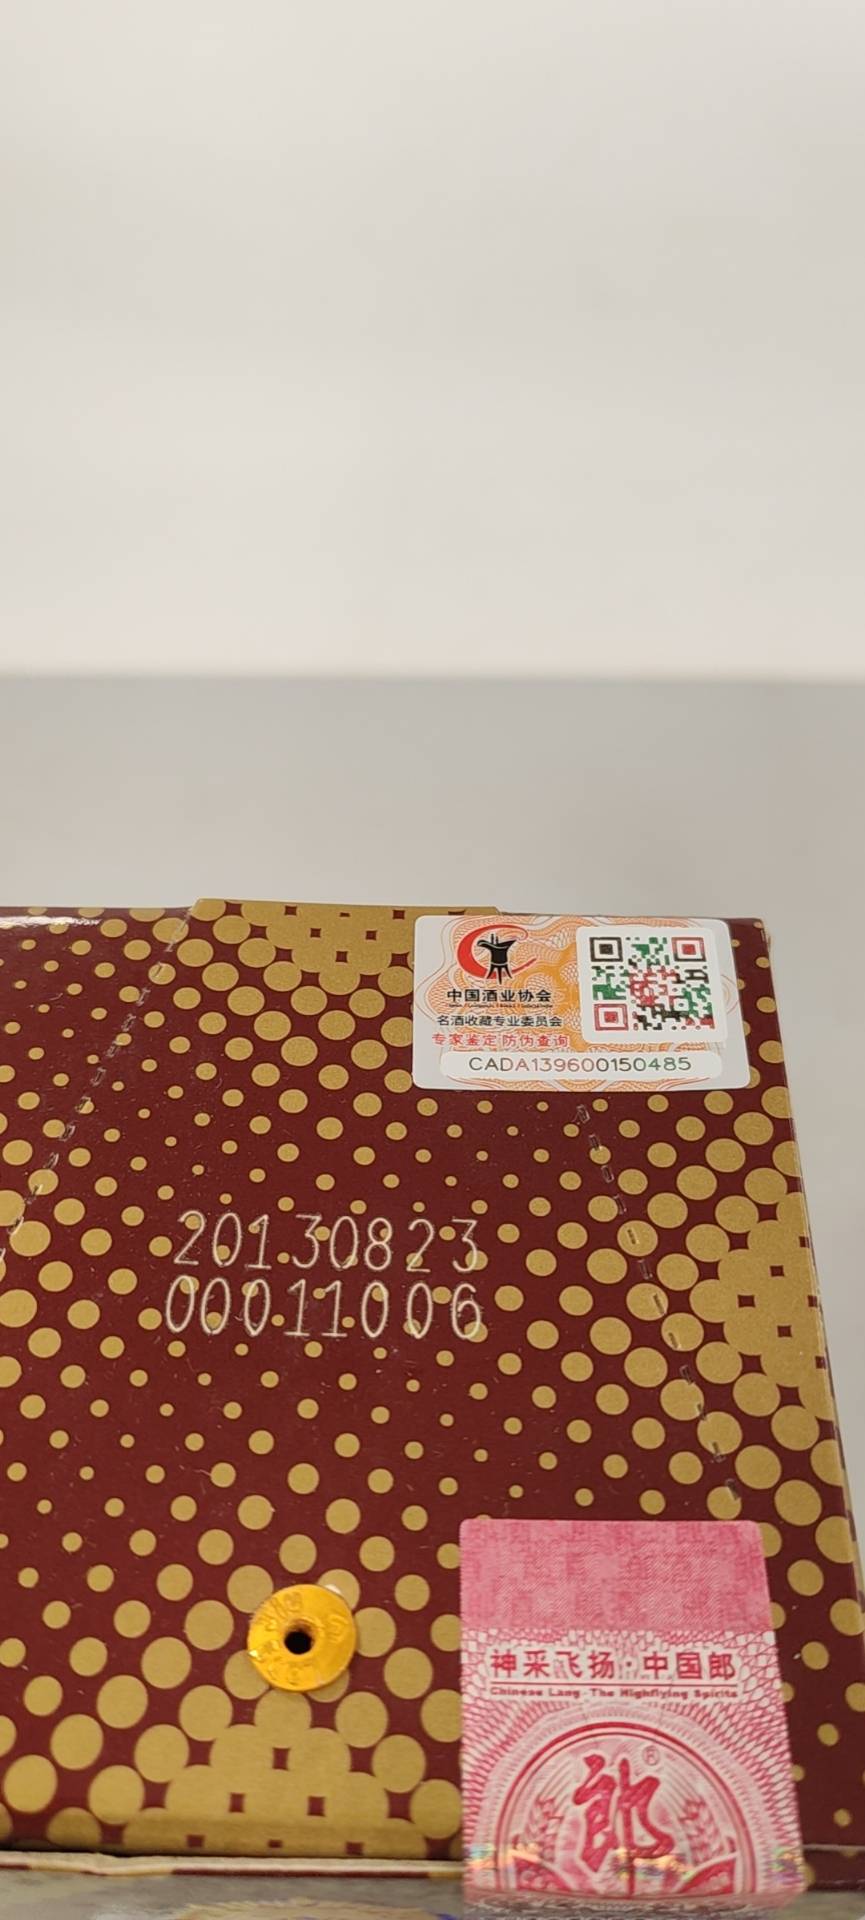 中国酒业协会
名酒收藏专业委员会
专家鉴定 防伪查询
CADA139600150485
20130823
00011006
神采飞扬·中国郎
Chinese Lang·The Highflying Spirits
郎®